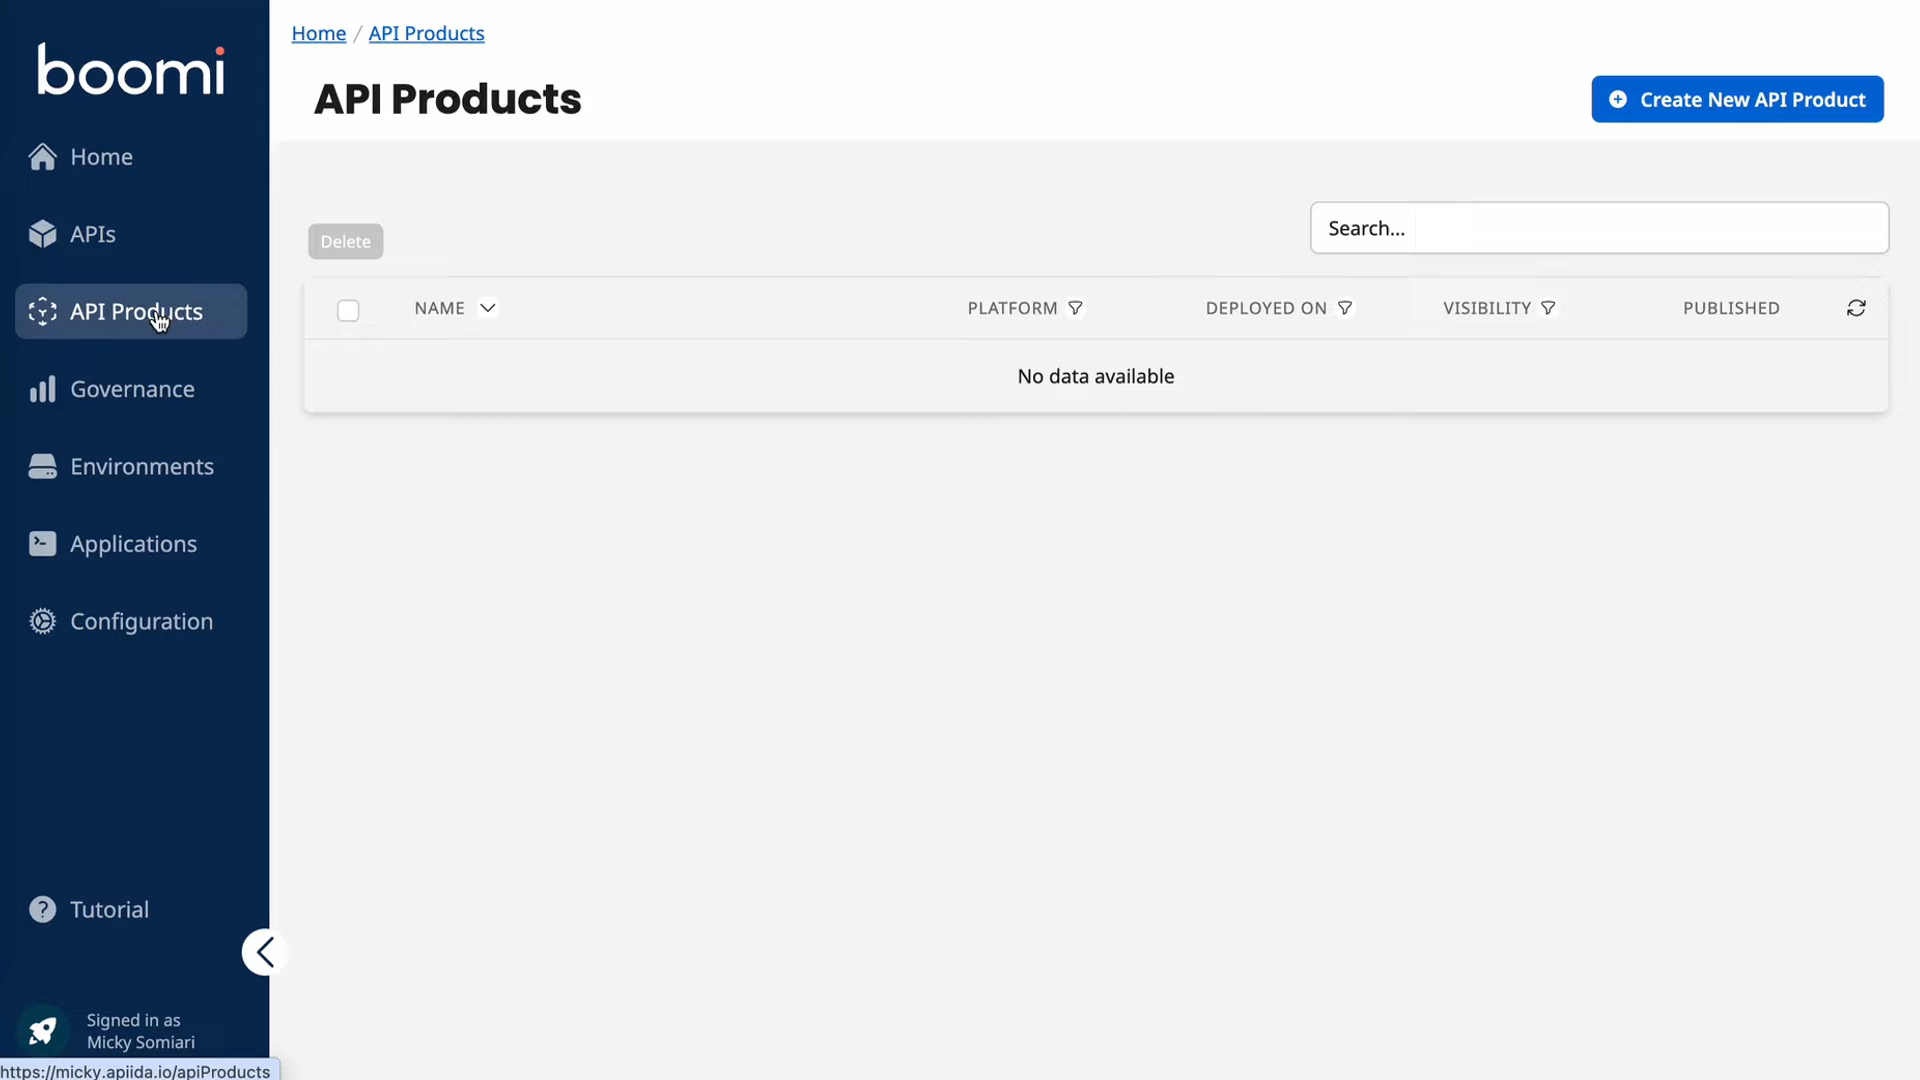 boomi
Home
APIs
API Products
Governance
Environments
Applications
Configuration
Tutorial
Signed in as
Micky Somiari
https://micky.apiida.io/apiProducts
Home / API Products
API Products
Create New API Product
Delete
Search...
NAME PLATFORM DEPLOYED ON VISIBILITY PUBLISHED
No data available